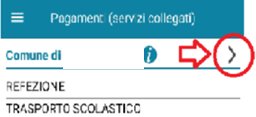 Pagamenti (servizi collegati)
Comune di
REFEZIONE
TRASPORTO SCOLASTICO